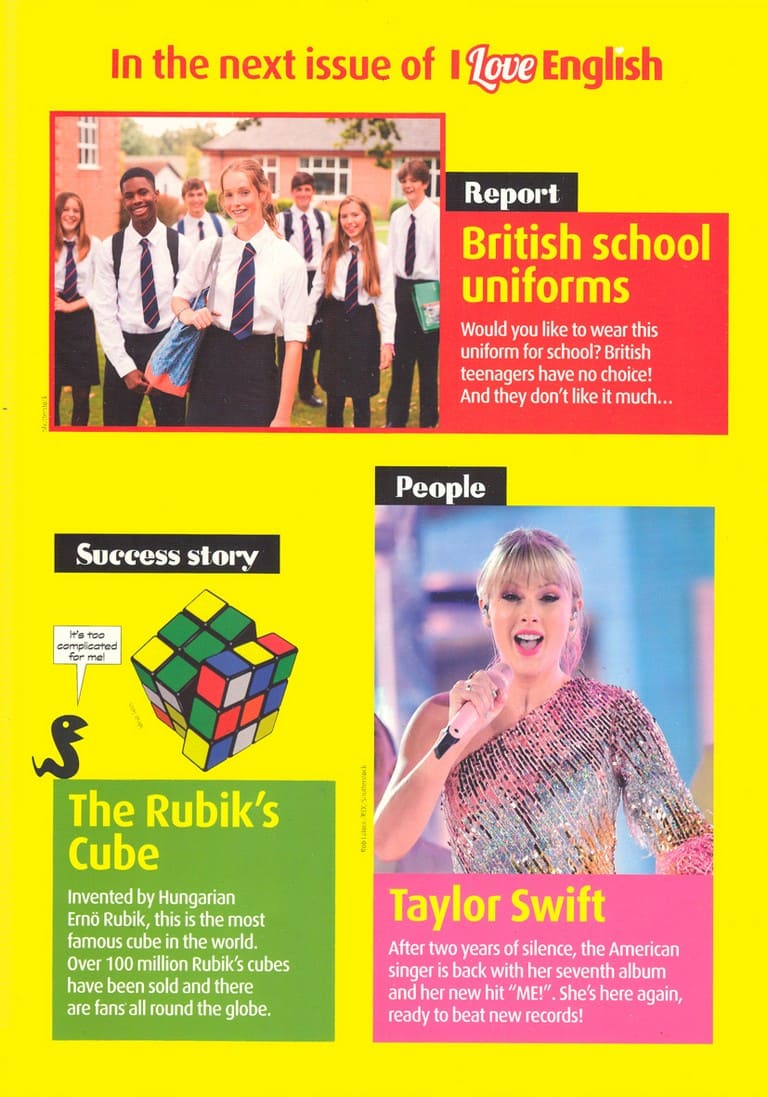 In the next issue of I Love English
Report
British school
uniforms
Would you like to wear this
uniform for school? British
teenagers have no choice!
And they don't like it much...
Shutterstock
People
Success story
It's too
complicated
for me!
The Rubik's
Cube
Invented by Hungarian
Ernö Rubik, this is the most
famous cube in the world.
Over 100 million Rubik's cubes
have been sold and there
are fans all round the globe.
Taylor Swift
After two years of silence, the American
singer is back with her seventh album
and her new hit "ME!". She's here again,
ready to beat new records!